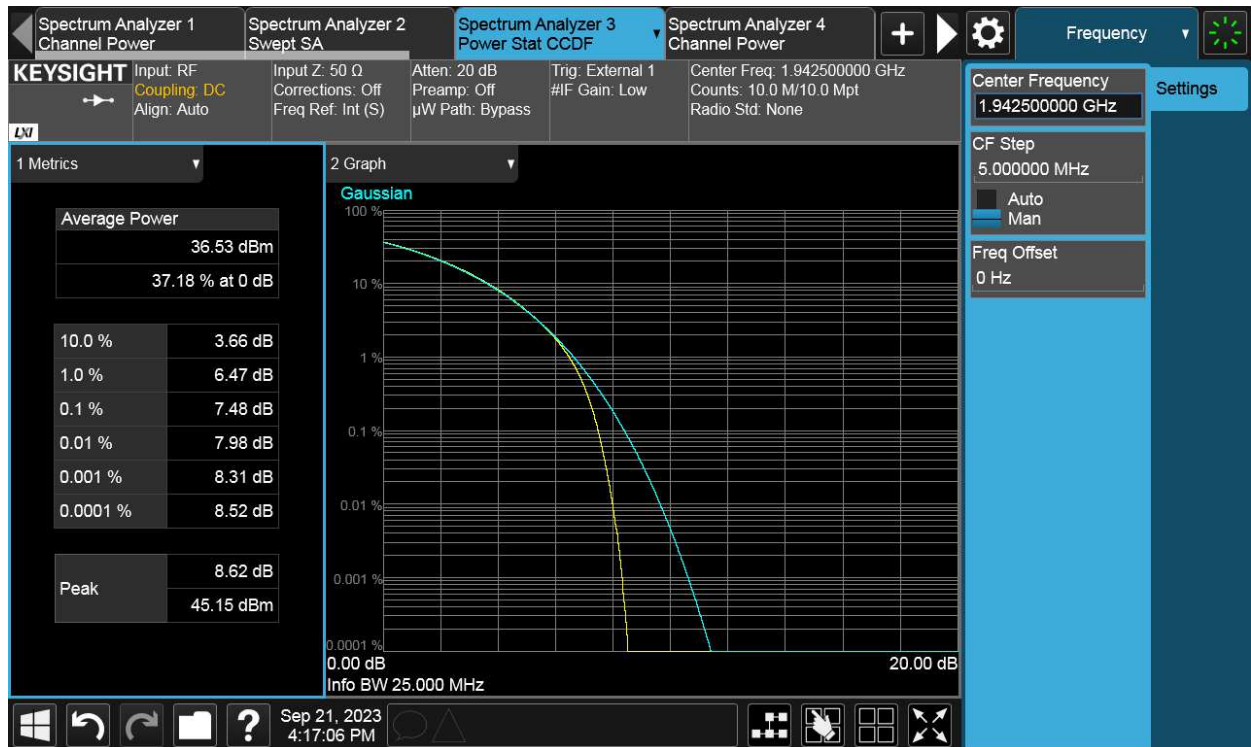 Spectrum Analyzer 1
Channel Power
Spectrum Analyzer 2
Swept SA
Spectrum Analyzer 3
Power Stat CCDF
Spectrum Analyzer 4
Channel Power
Frequency
KEYSIGHT
LXI
Input: RF
Coupling: DC
Align: Auto
Input Z: 50 Ω
Corrections: Off
Freq Ref: Int (S)
Atten: 20 dB
Preamp: Off
µW Path: Bypass
Trig: External 1
#IF Gain: Low
Center Freq: 1.942500000 GHz
Counts: 10.0 M/10.0 Mpt
Radio Std: None
Center Frequency
1.942500000 GHz
Settings
CF Step
5.000000 MHz
Auto
Man
Freq Offset
0 Hz
1 Metrics
Average Power
36.53 dBm
37.18 % at 0 dB
10.0 % 3.66 dB
1.0 % 6.47 dB
0.1 % 7.48 dB
0.01 % 7.98 dB
0.001 % 8.31 dB
0.0001 % 8.52 dB
Peak
8.62 dB
45.15 dBm
2 Graph
Gaussian
100 %
10 %
1 %
0.1 %
0.01 %
0.001 %
0.0001 %
0.00 dB 20.00 dB
Info BW 25.000 MHz
?
Sep 21, 2023
4:17:06 PM